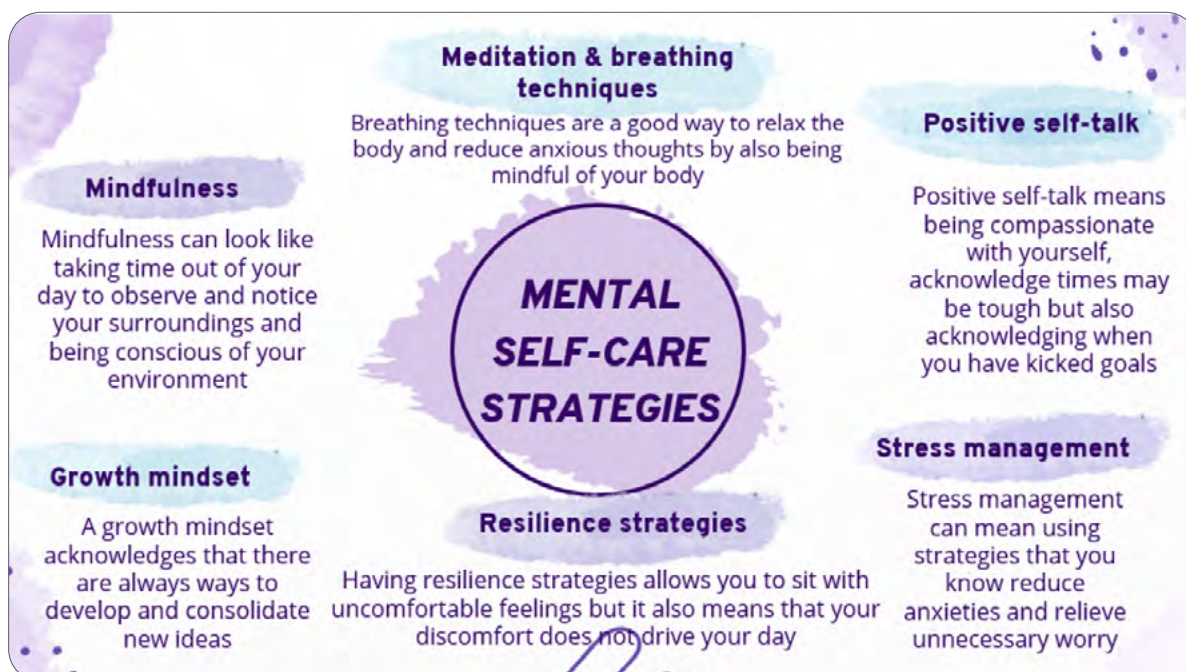 Meditation & breathing
techniques
Breathing techniques are a good way to relax the
body and reduce anxious thoughts by also being
mindful of your body
Positive self-talk
Positive self-talk means
being compassionate
with yourself,
acknowledge times may
be tough but also
acknowledging when
you have kicked goals
Mindfulness
Mindfulness can look like
taking time out of your
day to observe and notice
your surroundings and
being conscious of your
environment
MENTAL
SELF-CARE
STRATEGIES
Growth mindset
A growth mindset
acknowledges that there
are always ways to
develop and consolidate
new ideas
Resilience strategies
Having resilience strategies allows you to sit with
uncomfortable feelings but it also means that your
discomfort does not drive your day
Stress management
Stress management
can mean using
strategies that you
know reduce
anxieties and relieve
unnecessary worry